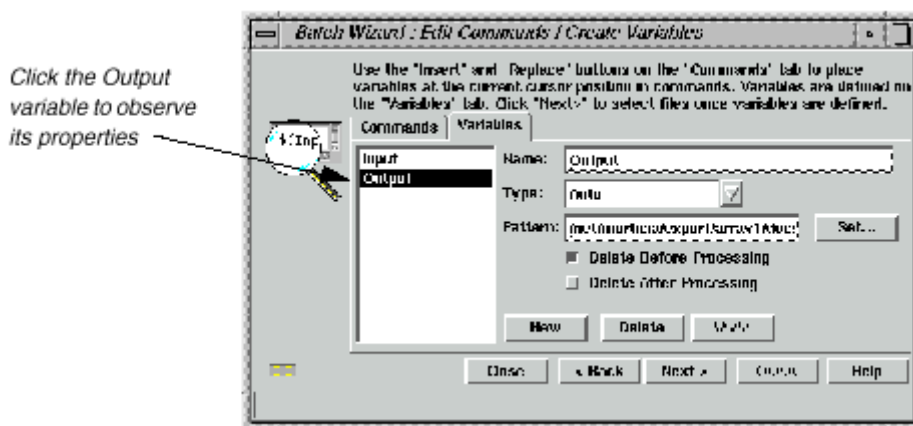 Batch Wizard : Edit Commands / Create Variables
Click the Output
variable to observe
its properties
Use the "Insert" and "Replace" buttons on the "Commands" tab to place
variables at the current cursor position in commands. Variables are defined on
the "Variables" tab. Click "Next>" to select files once variables are defined.
Commands Variables
Input
Output
Name: Output
Type:
Pattern: Set...
Delete Before Processing
Delete After Processing
New Delete
Close < Back Next > Help